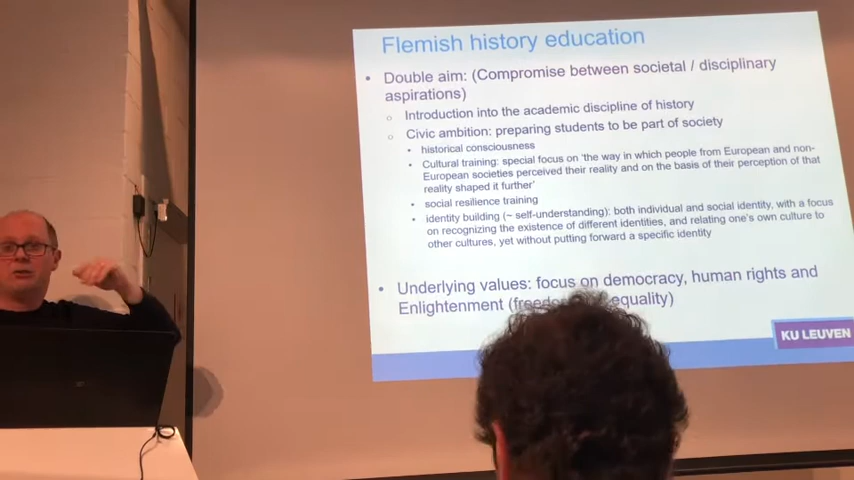 Flemish history education
• Double aim: (Compromise between societal / disciplinary
aspirations)
○ Introduction into the academic discipline of history
○ Civic ambition: preparing students to be part of society
• historical consciousness
• Cultural training: special focus on ‘the way in which people from European and non-
European societies perceived their reality and on the basis of their perception of that
reality shaped it further’
• social resilience training
• identity building (~ self-understanding): both individual and social identity, with a focus
on recognizing the existence of different identities, and relating one's own culture to
other cultures, yet without putting forward a specific identity
• Underlying values: focus on democracy, human rights and
Enlightenment equality)
KU LEUVEN